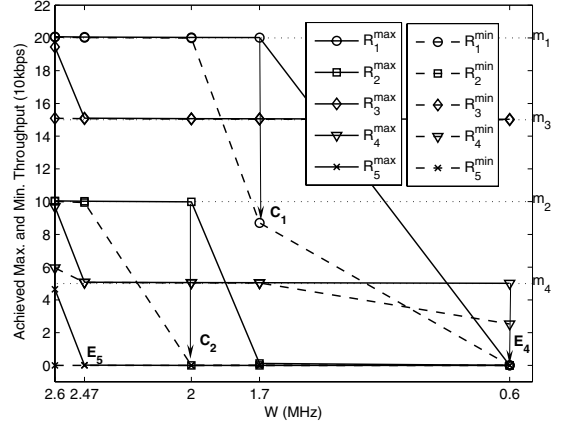 22
20
18
16
14
12
10
8
6
4
2
0
Achieved Max. and Min. Throughput (10kbps)
2.6 2.47 2 1.7 0.6
W (MHz)
R₁ᵐᵃˣ
R₂ᵐᵃˣ
R₃ᵐᵃˣ
R₄ᵐᵃˣ
R₅ᵐᵃˣ
R₁ᵐⁱⁿ
R₂ᵐⁱⁿ
R₃ᵐⁱⁿ
R₄ᵐⁱⁿ
R₅ᵐⁱⁿ
m₁
m₃
m₂
m₄
C₁
C₂
E₅
E₄